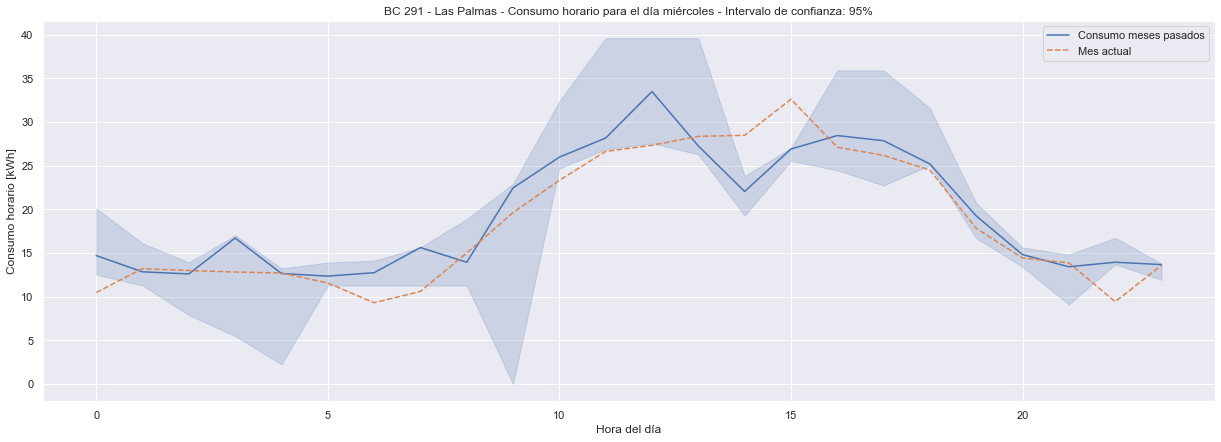 BC 291 - Las Palmas - Consumo horario para el día miércoles - Intervalo de confianza: 95%
Consumo meses pasados
Mes actual
Consumo horario [kWh]
40
35
30
25
20
15
10
5
0
0 5 10 15 20
Hora del día